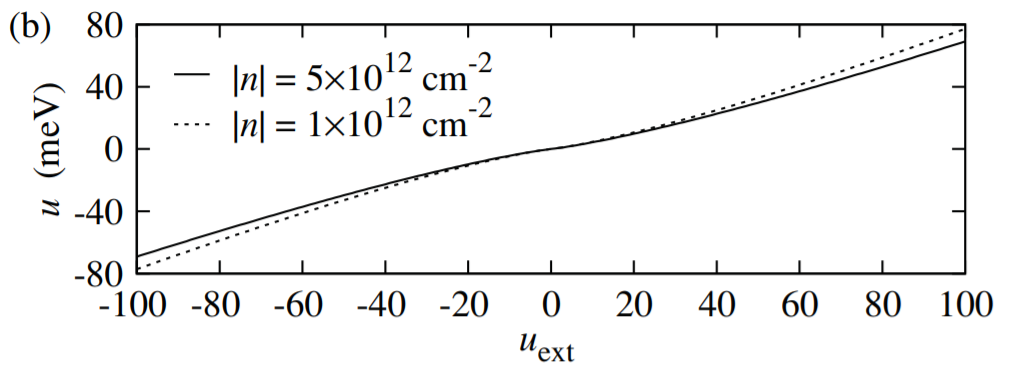 (b)
80
40
0
-40
-80
u (meV)
|n| = 5×10^12 cm^-2
|n| = 1×10^12 cm^-2
-100 -80 -60 -40 -20 0 20 40 60 80 100
u_ext